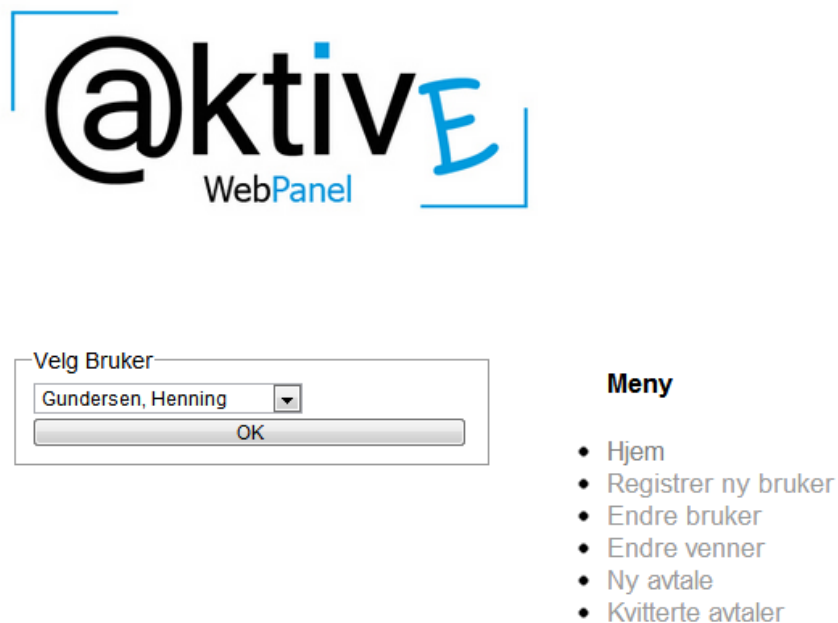 @ktivE
WebPanel
Velg Bruker
Gundersen, Henning
OK
Meny
Hjem
Registrer ny bruker
Endre bruker
Endre venner
Ny avtale
Kvitterte avtaler